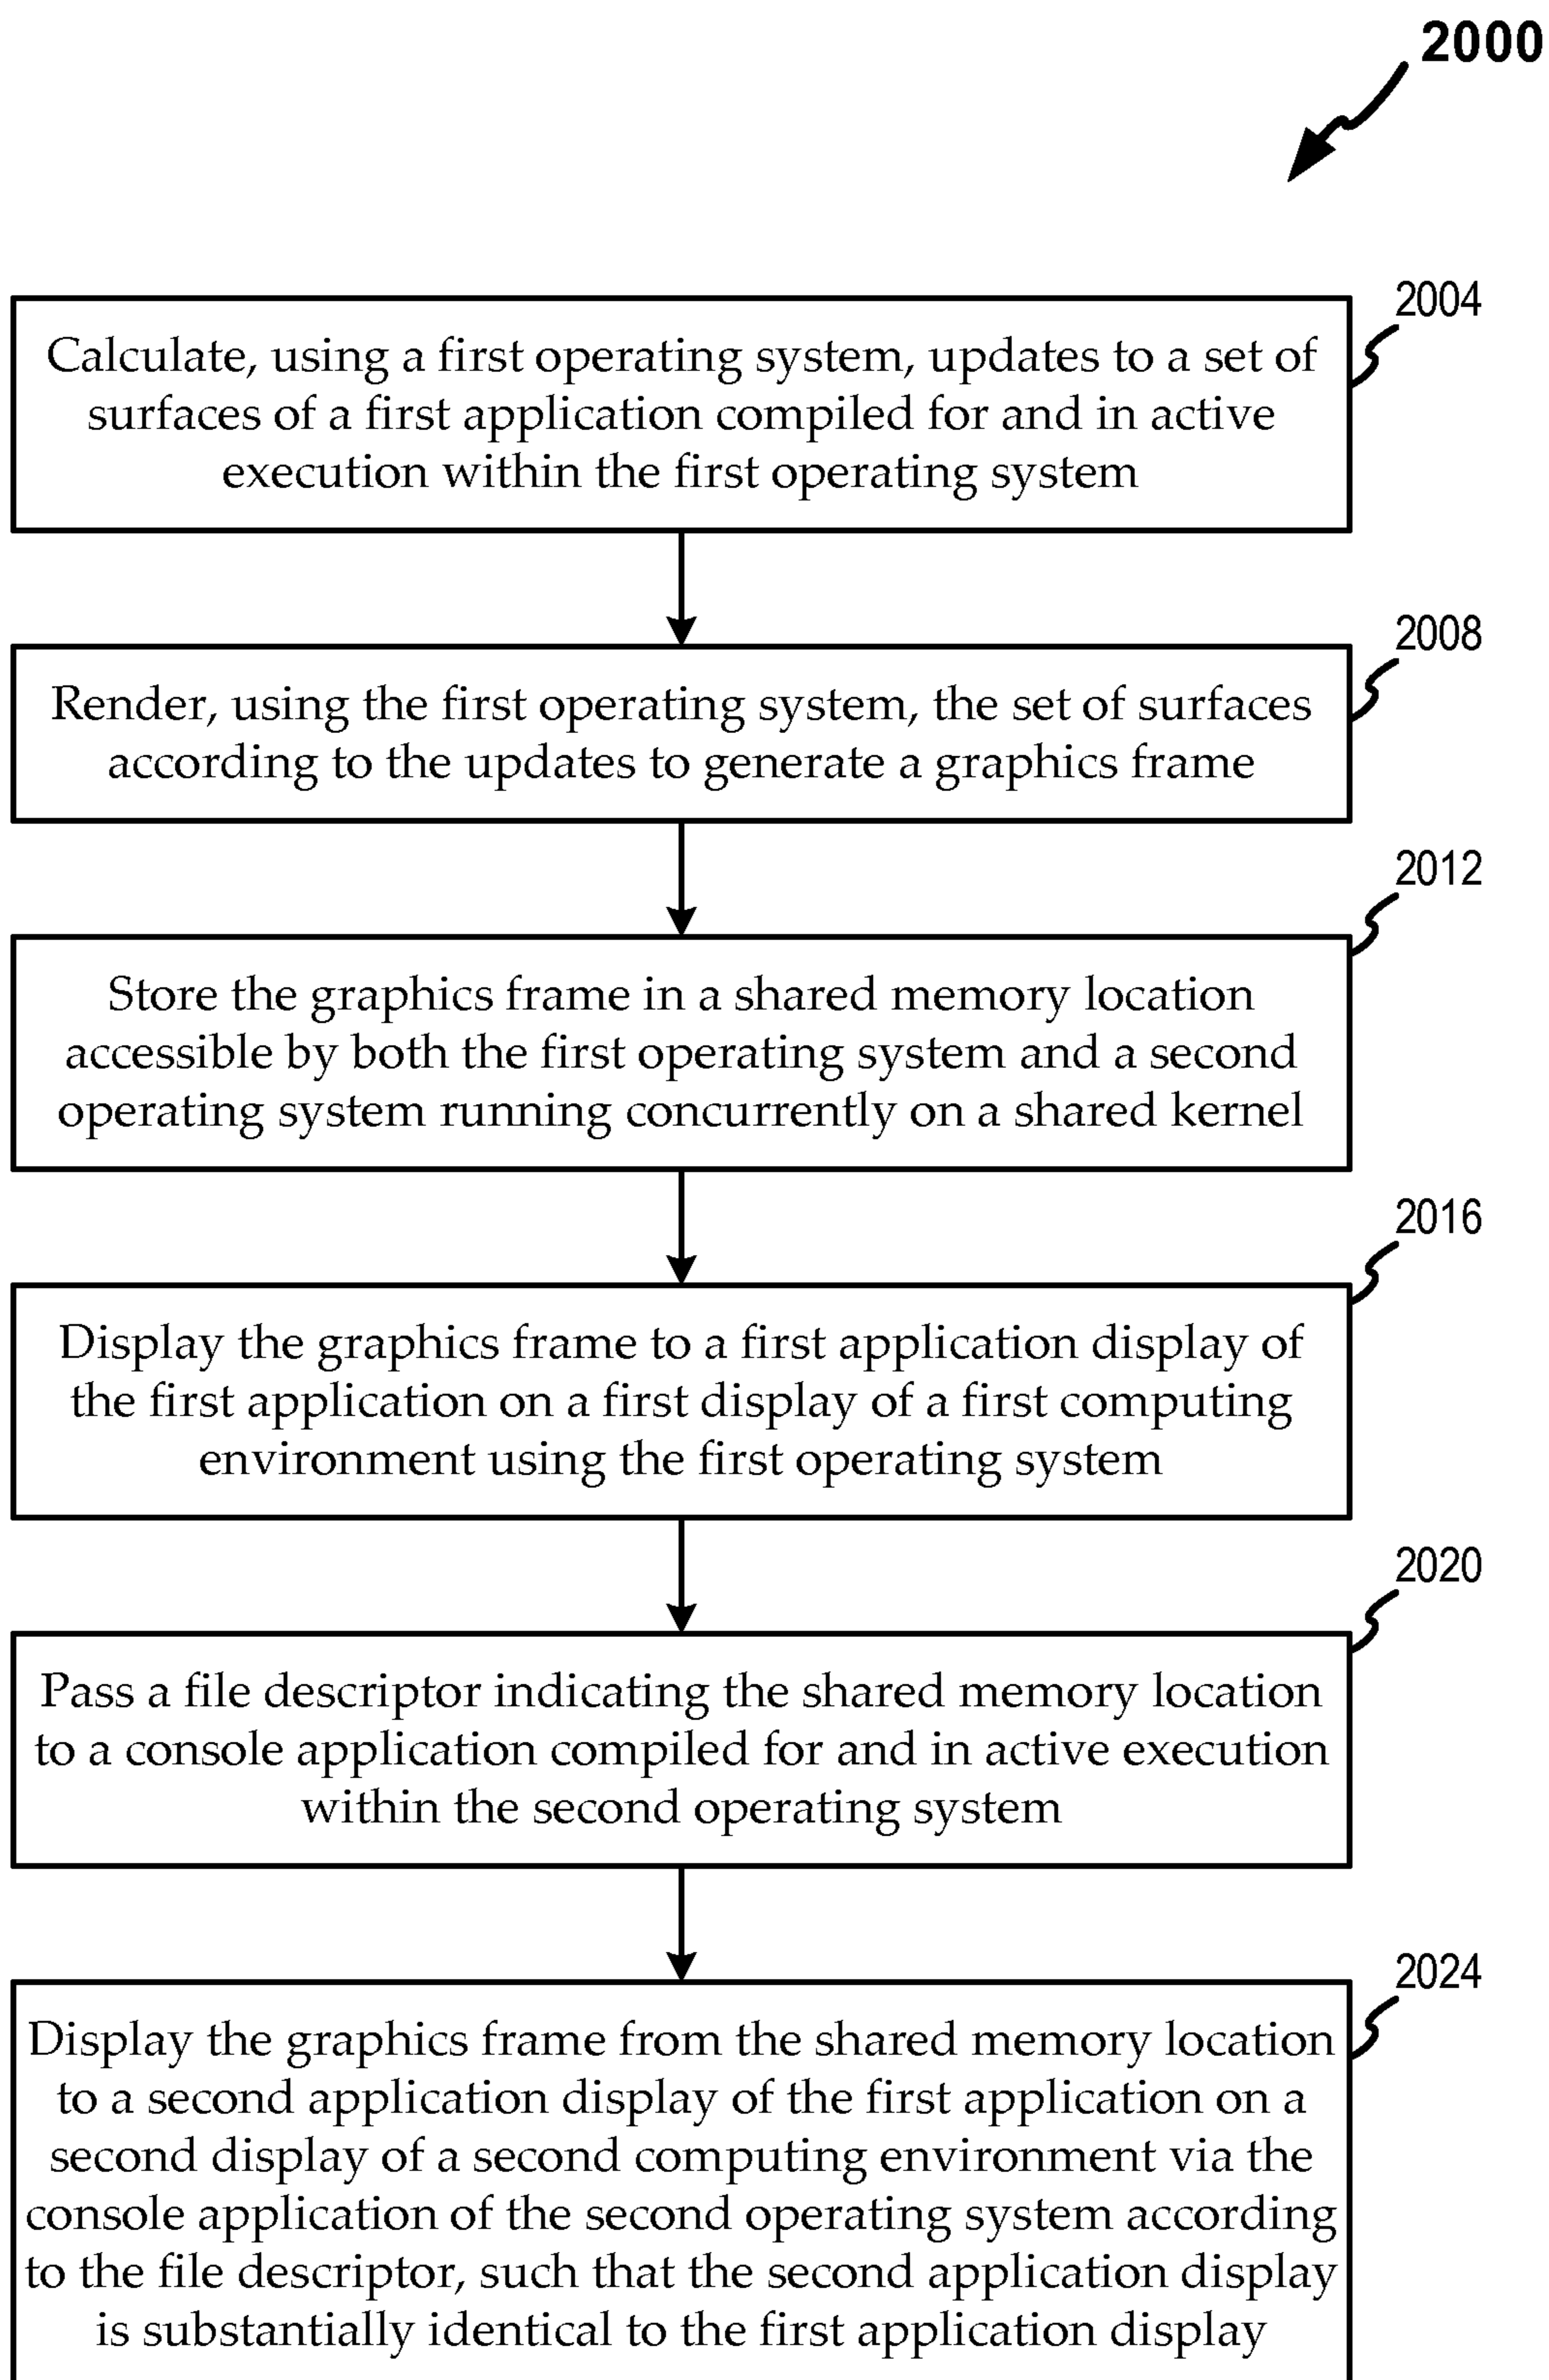 2000
2004
Calculate, using a first operating system, updates to a set of
surfaces of a first application compiled for and in active
execution within the first operating system
2008
Render, using the first operating system, the set of surfaces
according to the updates to generate a graphics frame
2012
Store the graphics frame in a shared memory location
accessible by both the first operating system and a second
operating system running concurrently on a shared kernel
2016
Display the graphics frame to a first application display of
the first application on a first display of a first computing
environment using the first operating system
2020
Pass a file descriptor indicating the shared memory location
to a console application compiled for and in active execution
within the second operating system
2024
Display the graphics frame from the shared memory location
to a second application display of the first application on a
second display of a second computing environment via the
console application of the second operating system according
to the file descriptor, such that the second application display
is substantially identical to the first application display